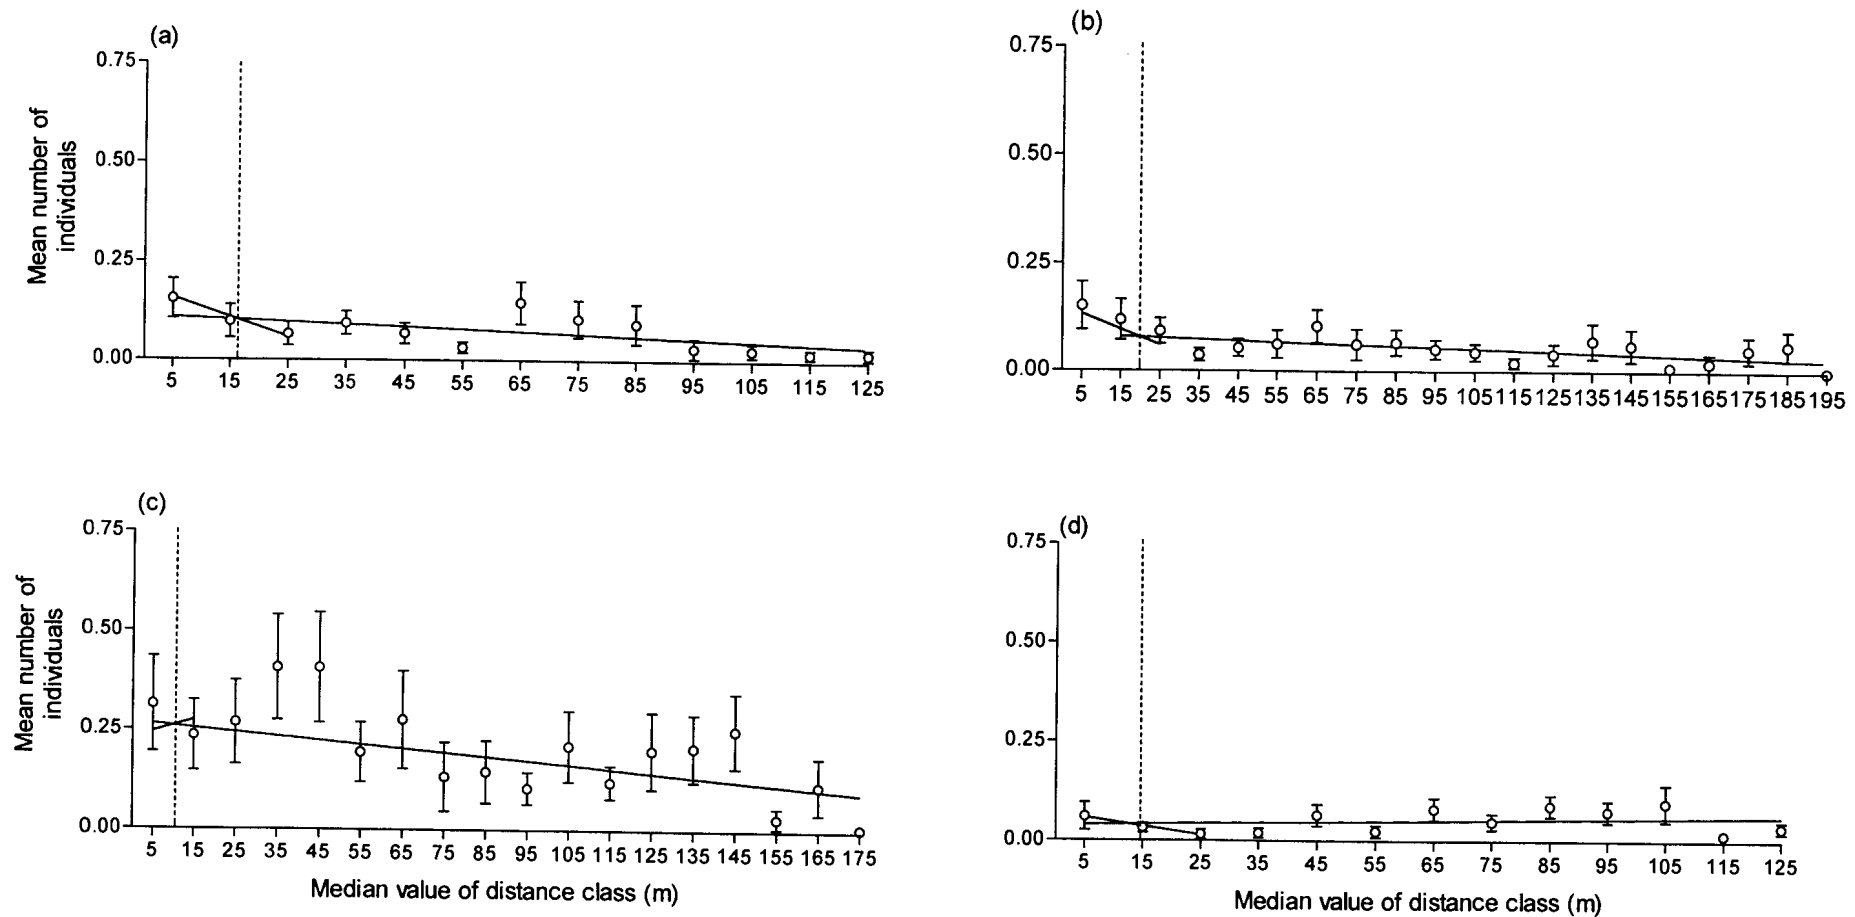 (a)
0.75
0.50
0.25
0.00
Mean number of
individuals
5 15 25 35 45 55 65 75 85 95 105 115 125
(b)
0.75
0.50
0.25
0.00
5 15 25 35 45 55 65 75 85 95 105 115 125 135 145 155 165 175 185 195
(c)
0.75
0.50
0.25
0.00
Mean number of
individuals
5 15 25 35 45 55 65 75 85 95 105 115 125 135 145 155 165 175
Median value of distance class (m)
(d)
0.75
0.50
0.25
0.00
5 15 25 35 45 55 65 75 85 95 105 115 125
Median value of distance class (m)